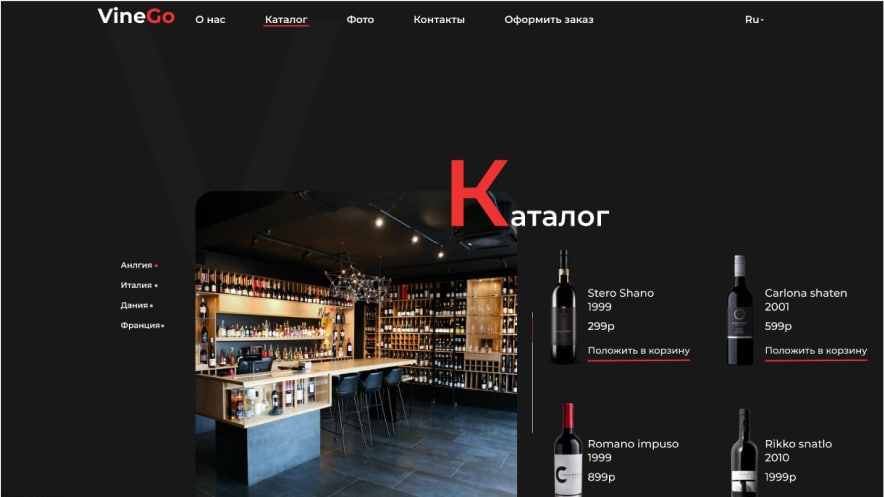 VineGo О нас Каталог Фото Контакты Оформить заказ Ru
Каталог
Анлгия
Италия
Дания
Франция
Stero Shano
1999
299р
Положить в корзину
Carlona shaten
2001
599р
Положить в корзину
Romano impuso
1999
899р
Rikko snatlo
2010
1999р